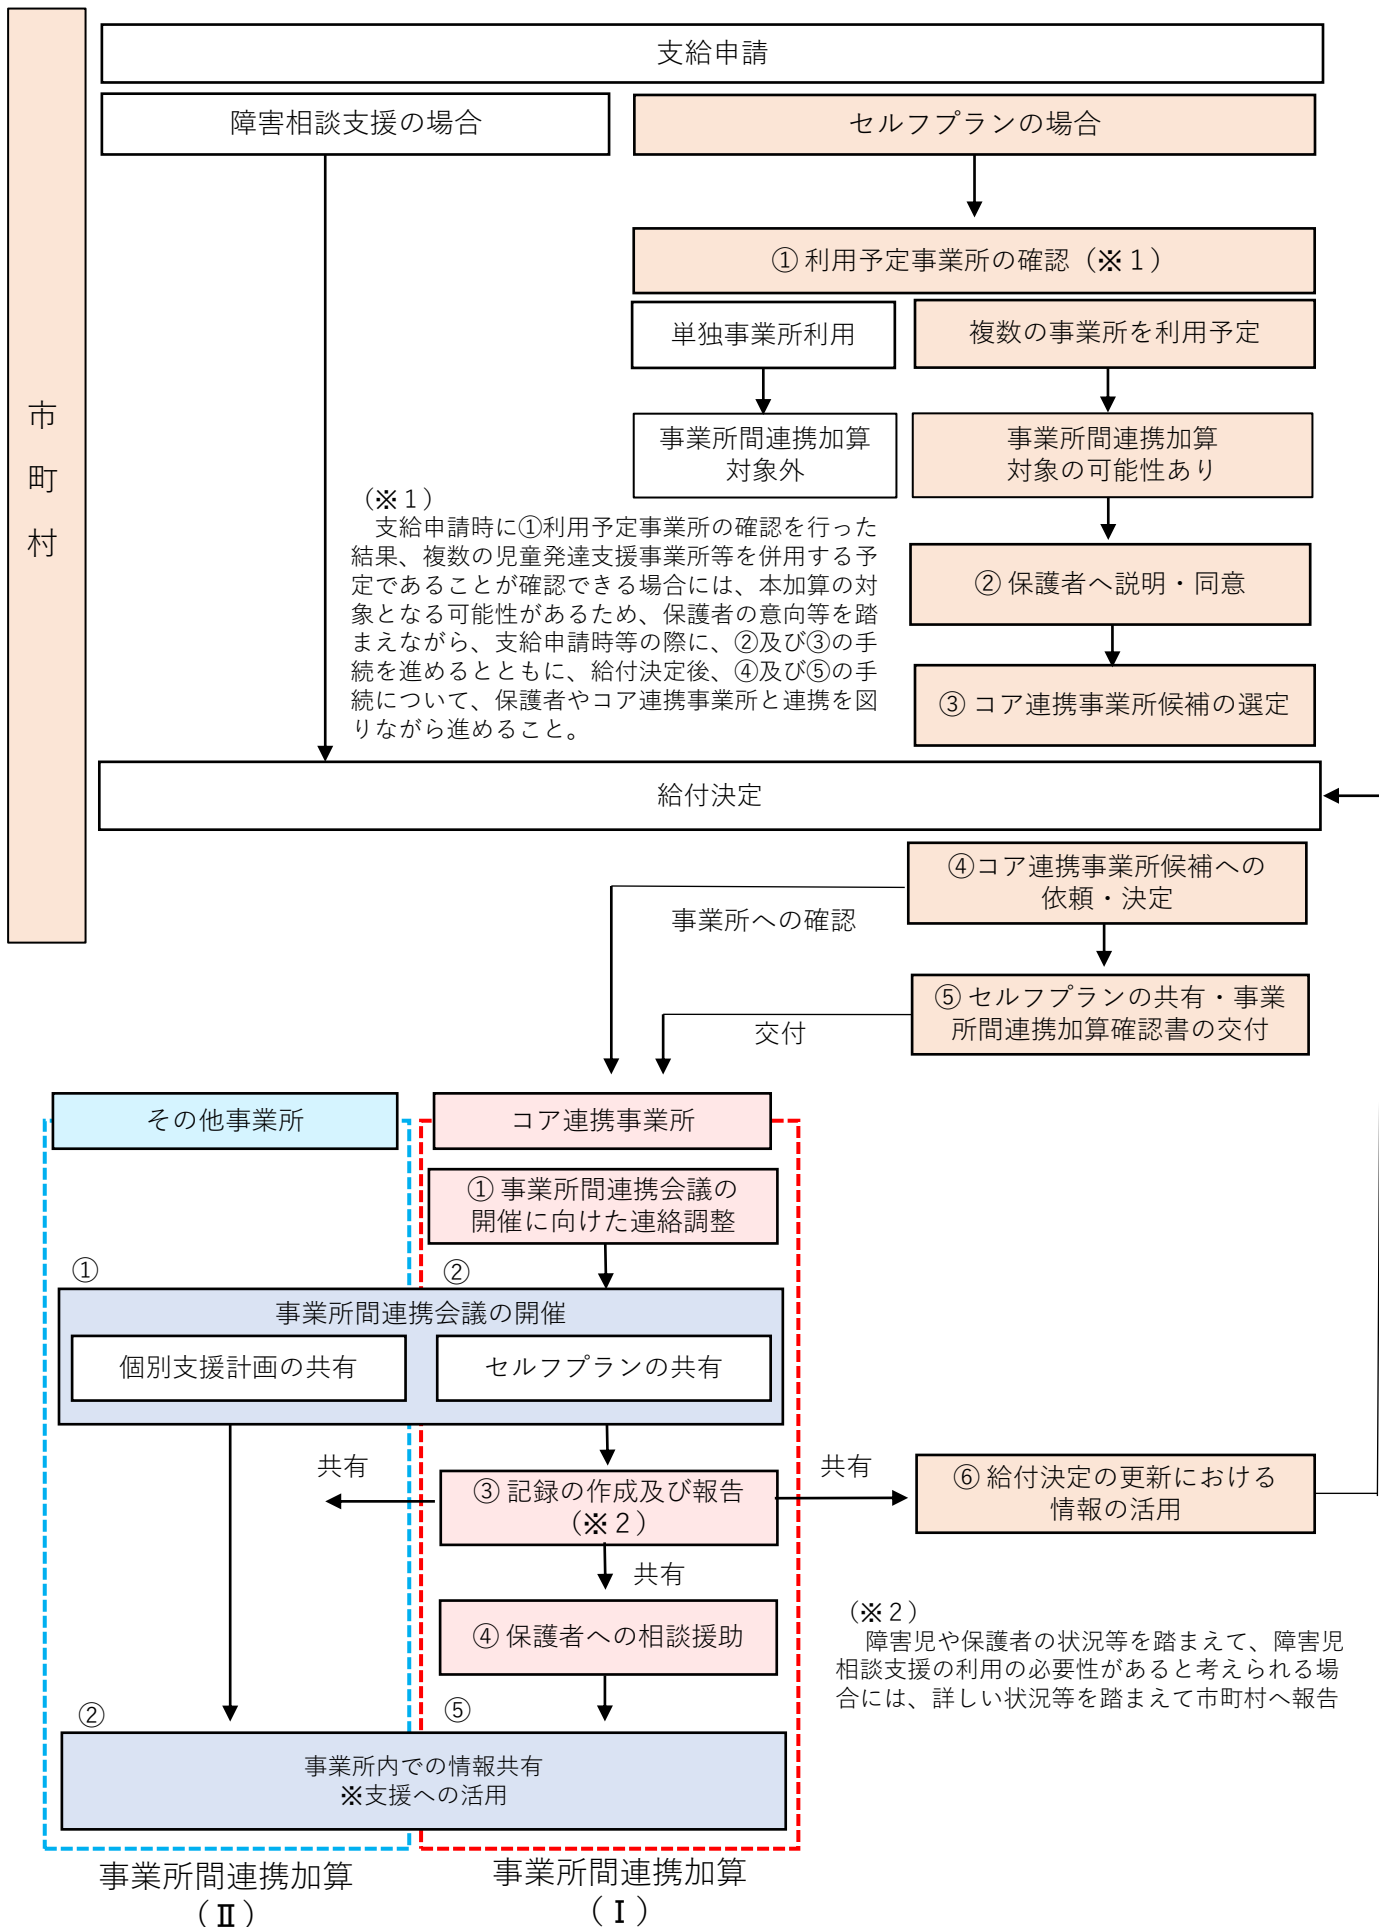 市町村
支給申請
障害相談支援の場合
セルフプランの場合
① 利用予定事業所の確認（※１）
単独事業所利用
複数の事業所を利用予定
事業所間連携加算
対象外
事業所間連携加算
対象の可能性あり
（※１）
支給申請時に①利用予定事業所の確認を行った
結果、複数の児童発達支援事業所等を併用する予
定であることが確認できる場合には、本加算の対
象となる可能性があるため、保護者の意向等を踏
まえながら、支給申請時等の際に、②及び③の手
続を進めるとともに、給付決定後、④及び⑤の手
続について、保護者やコア連携事業所と連携を図
りながら進めること。
② 保護者へ説明・同意
③ コア連携事業所候補の選定
給付決定
④コア連携事業所候補への
依頼・決定
事業所への確認
⑤ セルフプランの共有・事業
所間連携加算確認書の交付
交付
その他事業所
コア連携事業所
① 事業所間連携会議の
開催に向けた連絡調整
①
②
事業所間連携会議の開催
個別支援計画の共有
セルフプランの共有
共有
③ 記録の作成及び報告
（※２）
共有
⑥ 給付決定の更新における
情報の活用
共有
④ 保護者への相談援助
（※２）
障害児や保護者の状況等を踏まえて、障害児
相談支援の利用の必要性があると考えられる場
合には、詳しい状況等を踏まえて市町村へ報告
②
⑤
事業所内での情報共有
※支援への活用
事業所間連携加算
（Ⅱ）
事業所間連携加算
（Ⅰ）